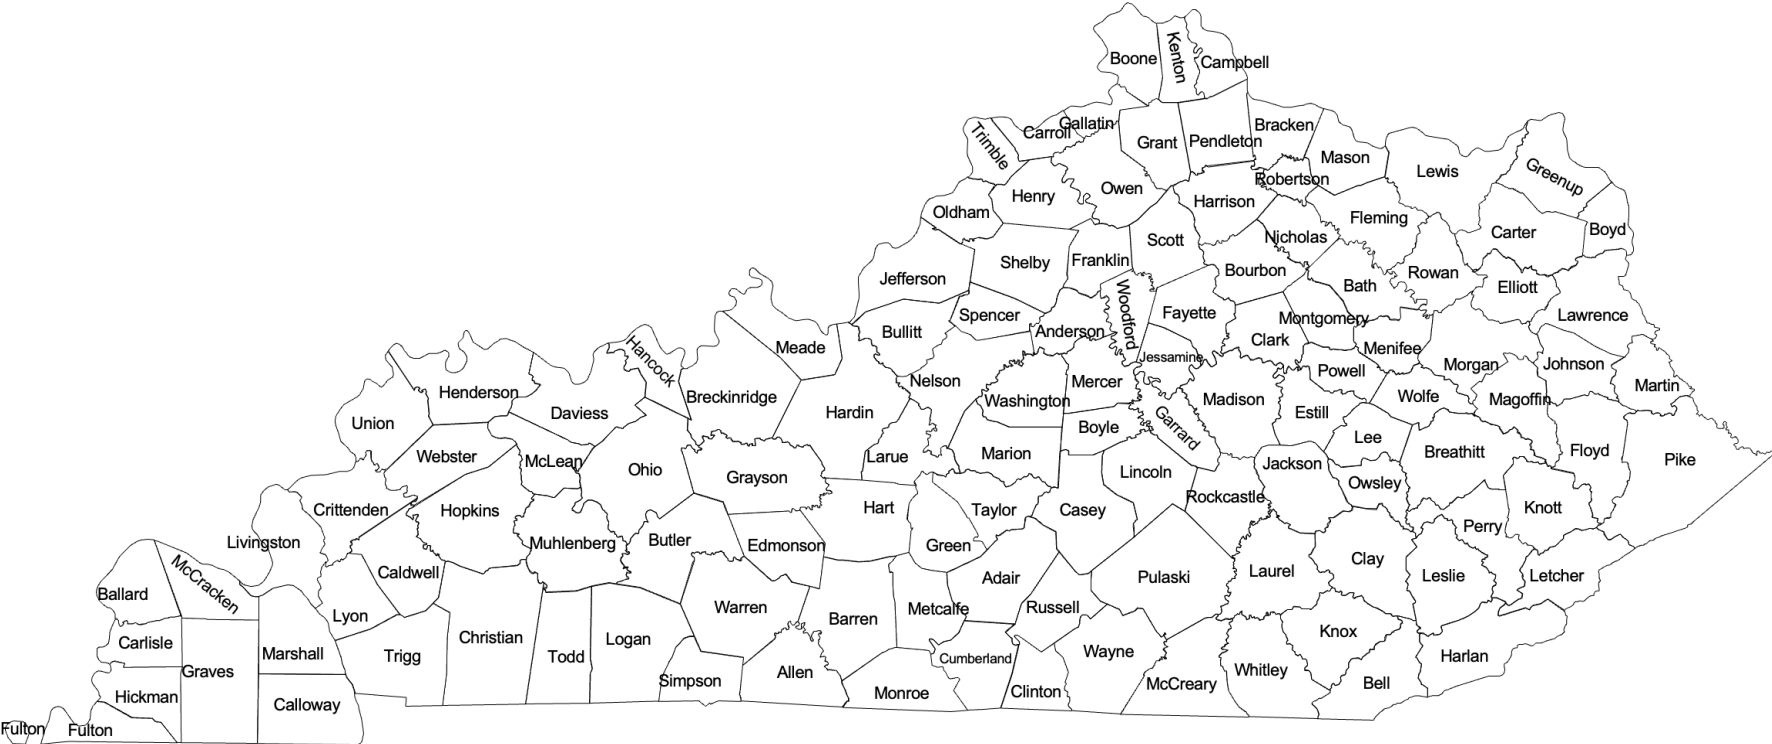 Boone
Kenton
Campbell
Gallatin
Carroll
Trimble
Grant
Pendleton
Bracken
Mason
Lewis
Greenup
Robertson
Owen
Henry
Harrison
Oldham
Fleming
Carter
Boyd
Scott
Nicholas
Franklin
Shelby
Jefferson
Bourbon
Rowan
Bath
Elliott
Woodford
Fayette
Montgomery
Lawrence
Spencer
Anderson
Bullitt
Clark
Menifee
Meade
Hancock
Jessamine
Morgan
Johnson
Powell
Nelson
Mercer
Martin
Henderson
Breckinridge
Washington
Madison
Wolfe
Magoffin
Daviess
Hardin
Estill
Garrard
Union
Boyle
Lee
Webster
McLean
Larue
Marion
Breathitt
Floyd
Pike
Ohio
Grayson
Lincoln
Jackson
Owsley
Rockcastle
Crittenden
Hopkins
Hart
Taylor
Casey
Knott
Perry
Livingston
Muhlenberg
Butler
Edmonson
Green
McCracken
Caldwell
Adair
Pulaski
Laurel
Clay
Leslie
Letcher
Ballard
Lyon
Warren
Metcalfe
Russell
Barren
Carlisle
Christian
Logan
Knox
Marshall
Trigg
Todd
Cumberland
Wayne
Harlan
Graves
Simpson
Allen
Whitley
Hickman
Calloway
Monroe
Clinton
McCreary
Bell
Fulton
Fulton